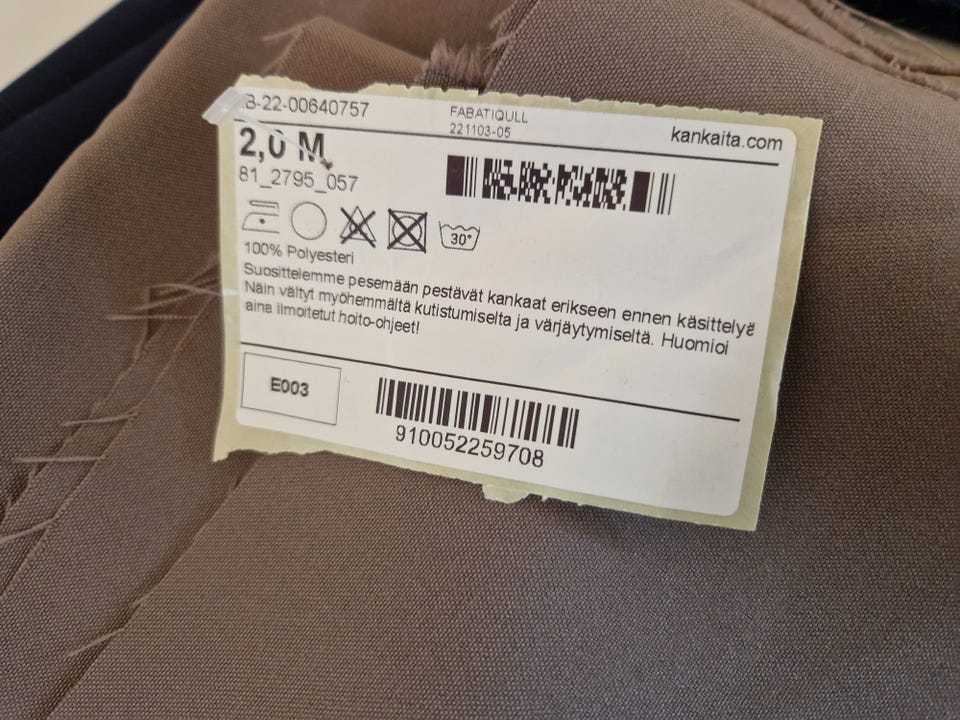 B-22-00640757
FABATIQULL
221103-05
kankaita.com
2,0 M
81_2795_057
30°
100% Polyesteri
Suosittelemme pesemään pestävät kankaat erikseen ennen käsittelyä
Näin vältyt myöhemmältä kutistumiselta ja värjäytymiseltä. Huomioi
aina ilmoitetut hoito-ohjeet!
E003
910052259708